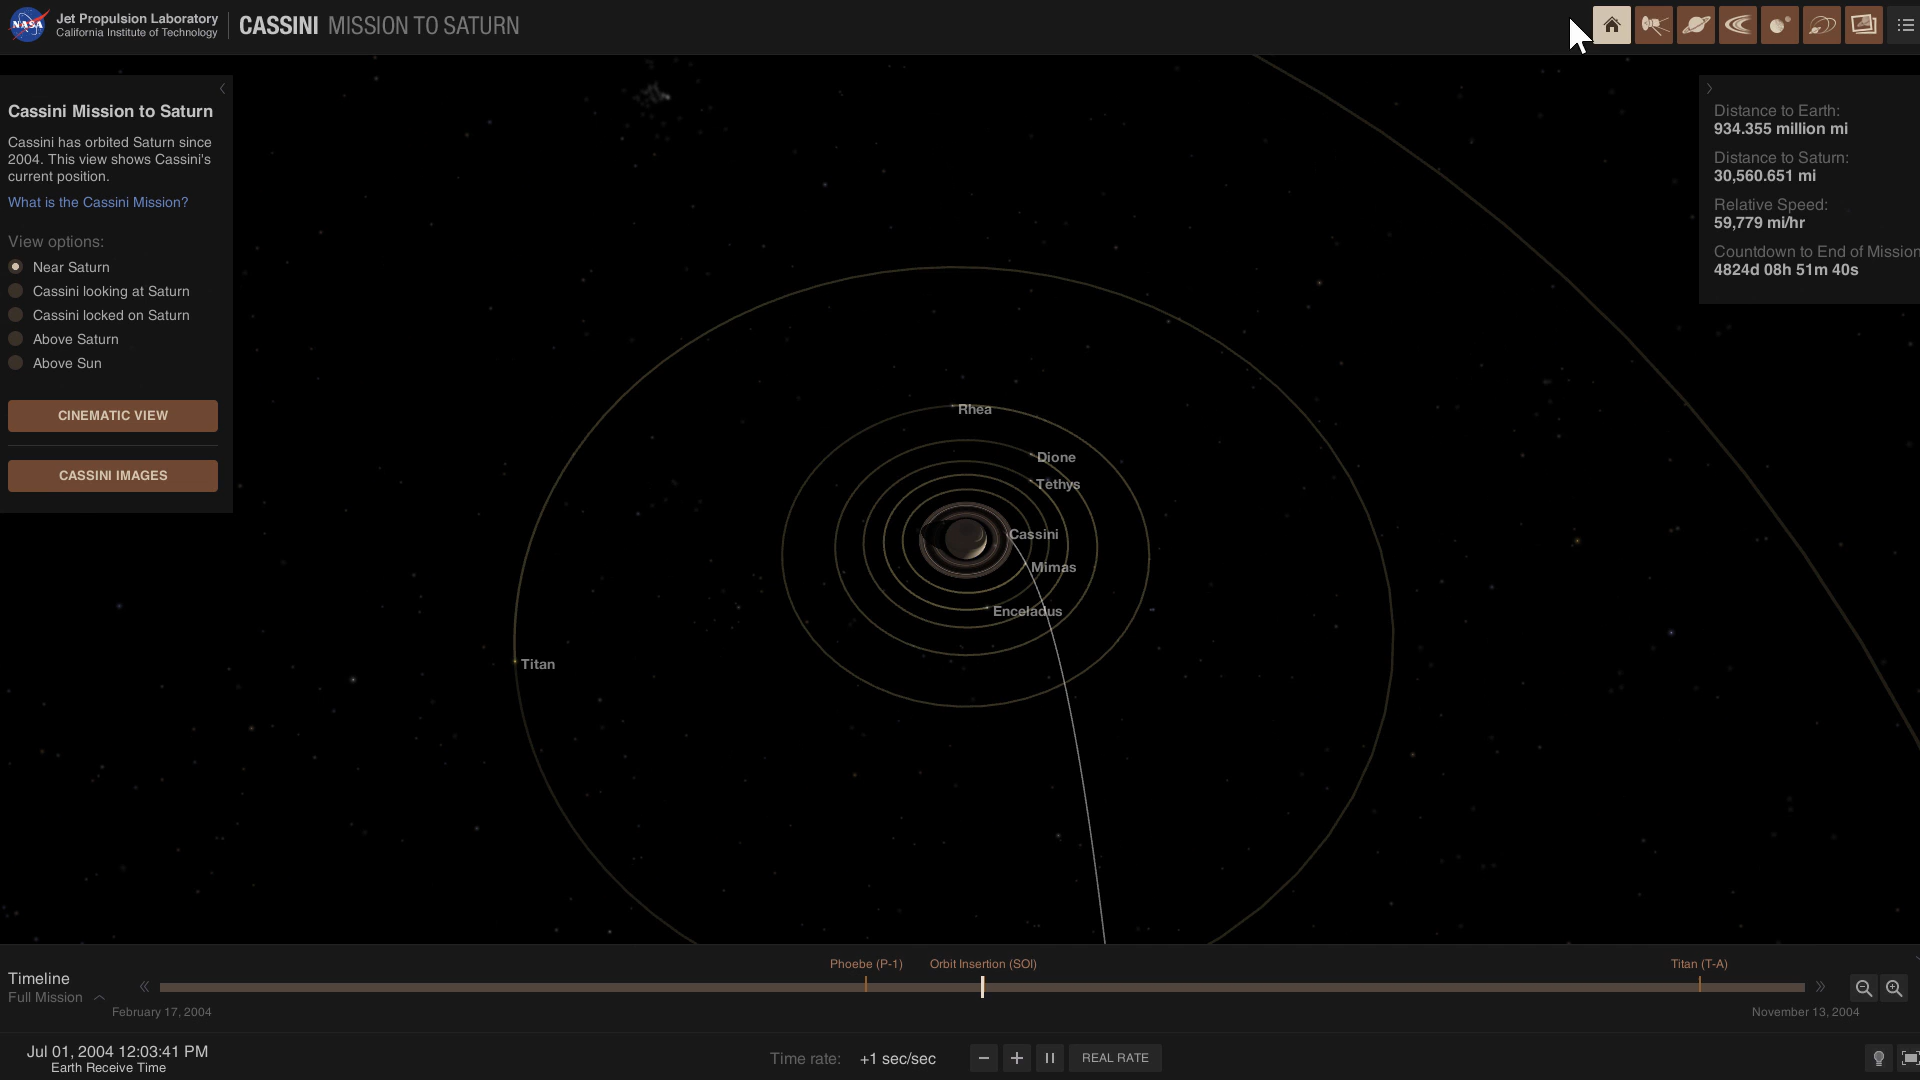 NASA
Jet Propulsion Laboratory
California Institute of Technology
CASSINI MISSION TO SATURN
Cassini Mission to Saturn
Cassini has orbited Saturn since
2004. This view shows Cassini's
current position.
What is the Cassini Mission?
View options:
Near Saturn
Cassini looking at Saturn
Cassini locked on Saturn
Above Saturn
Above Sun
CINEMATIC VIEW
CASSINI IMAGES
Distance to Earth:
934.355 million mi
Distance to Saturn:
30,560.651 mi
Relative Speed:
59,779 mi/hr
Countdown to End of Mission
4824d 08h 51m 40s
Rhea
Dione
Tethys
Cassini
Mimas
Enceladus
Titan
Phoebe (P-1)
Orbit Insertion (SOI)
Titan (T-A)
Timeline
Full Mission
February 17, 2004
November 13, 2004
Jul 01, 2004 12:03:41 PM
Earth Receive Time
Time rate: +1 sec/sec
REAL RATE